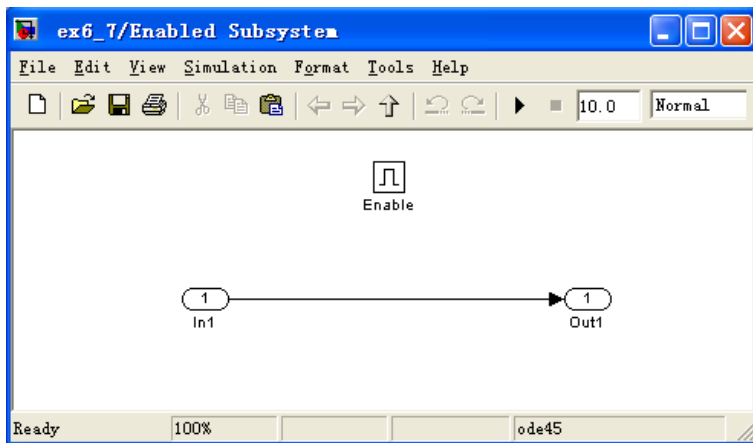 ex6_7/Enabled Subsystem
File Edit View Simulation Format Tools Help
10.0 Normal
Enable
1 1
In1 Out1
Ready 100% ode45